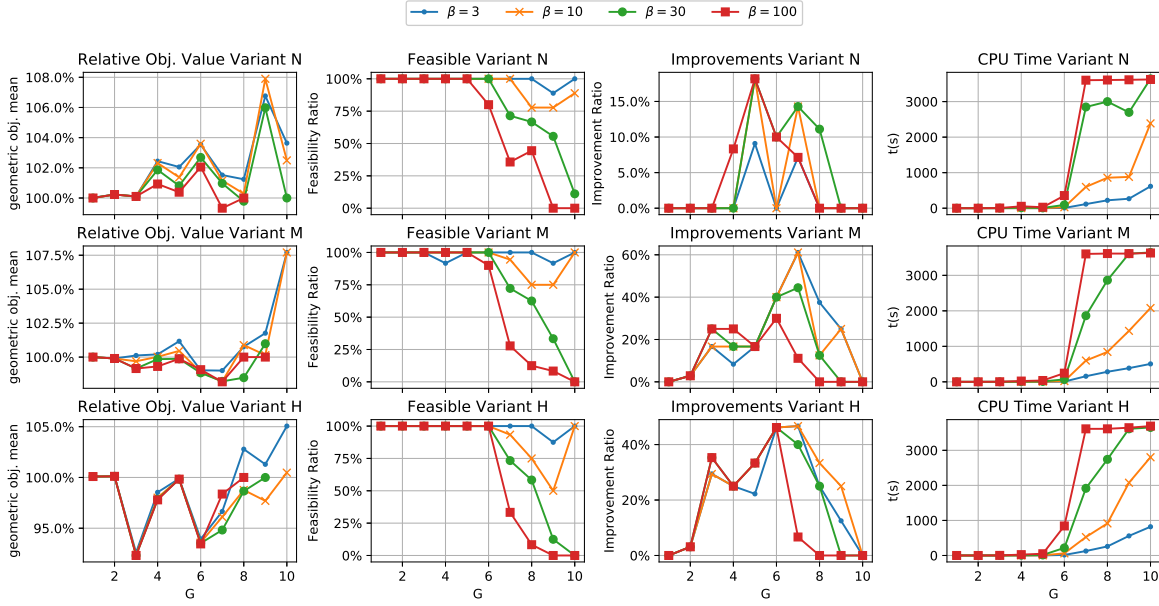 β = 3 β = 10 β = 30 β = 100
Relative Obj. Value Variant N
Feasible Variant N
Improvements Variant N
CPU Time Variant N
geometric obj. mean
108.0%
106.0%
104.0%
102.0%
100.0%
Feasibility Ratio
100%
75%
50%
25%
0%
Improvement Ratio
15.0%
10.0%
5.0%
0.0%
t(s)
3000
2000
1000
0
Relative Obj. Value Variant M
Feasible Variant M
Improvements Variant M
CPU Time Variant M
geometric obj. mean
107.5%
105.0%
102.5%
100.0%
Feasibility Ratio
100%
75%
50%
25%
0%
Improvement Ratio
60%
40%
20%
0%
t(s)
3000
2000
1000
0
Relative Obj. Value Variant H
Feasible Variant H
Improvements Variant H
CPU Time Variant H
geometric obj. mean
105.0%
100.0%
95.0%
Feasibility Ratio
100%
75%
50%
25%
0%
Improvement Ratio
40%
20%
0%
t(s)
3000
2000
1000
0
2 4 6 8 10
2 4 6 8 10
2 4 6 8 10
2 4 6 8 10
G
G
G
G